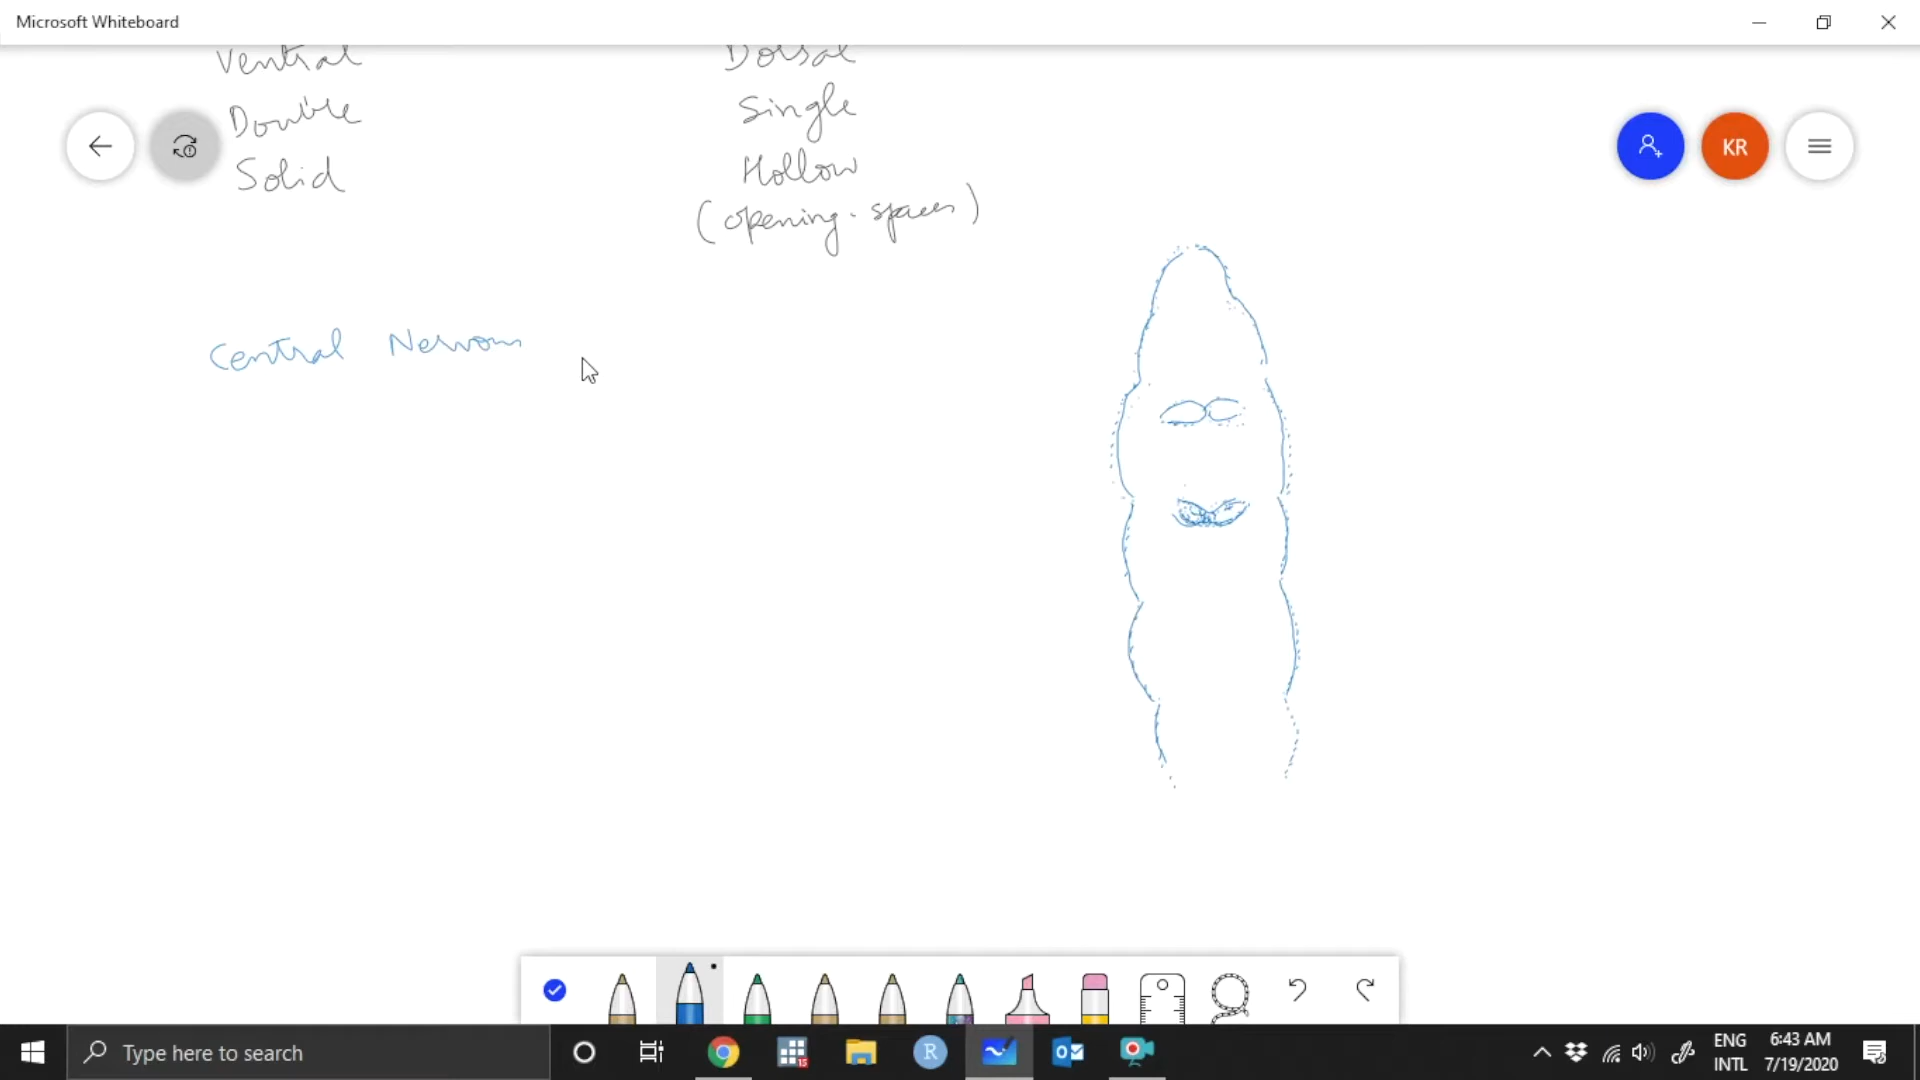 Microsoft Whiteboard
Ventral Dorsal
Double Single
Solid Hollow
(opening. spaces)
KR
Central Nervous
Type here to search
R
15
ENG
INTL
6:43 AM
7/19/2020